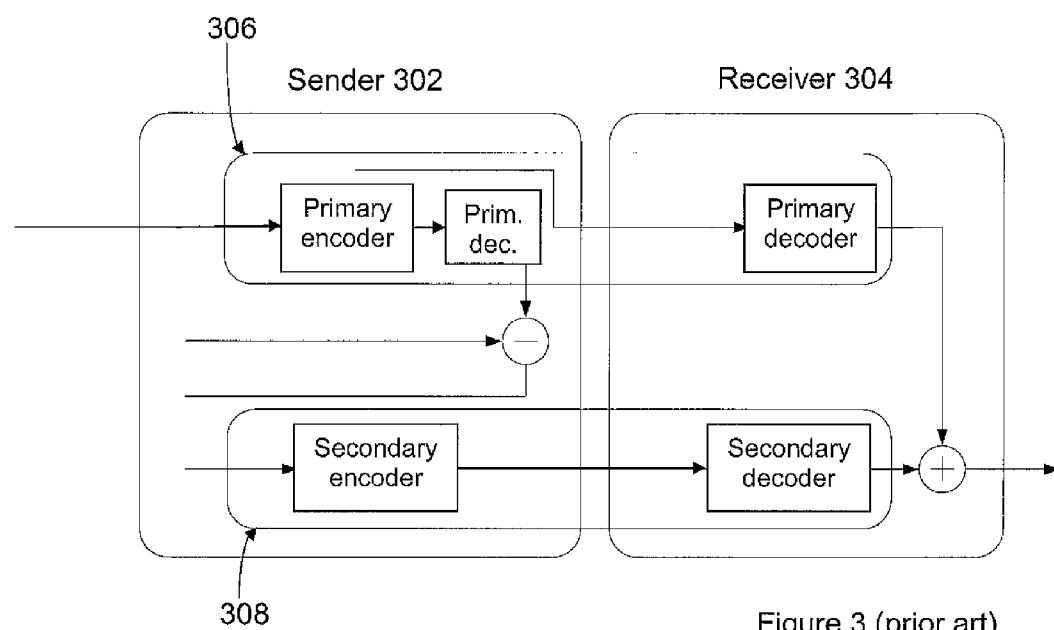 306
Sender 302
Receiver 304
Primary
encoder
Prim.
dec.
Primary
decoder
Secondary
encoder
Secondary
decoder
308
Figure 3 (prior art)